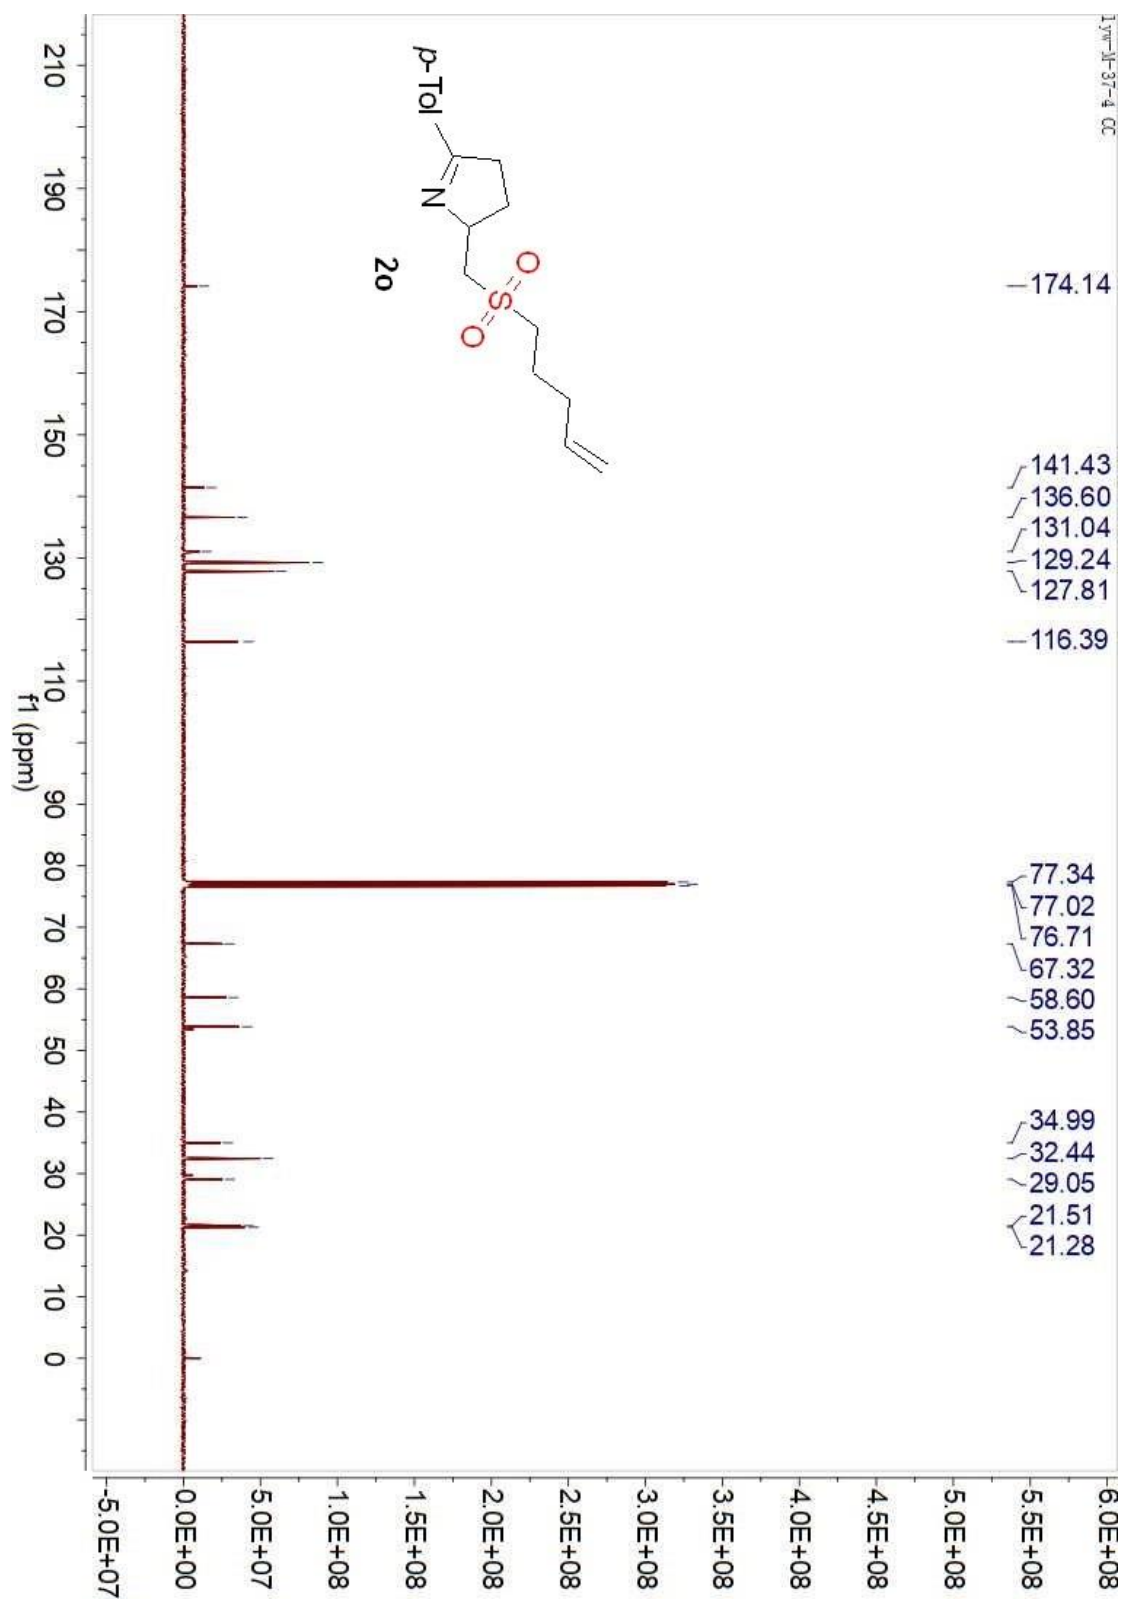 lyw-M-37-4 CC
174.14
141.43
136.60
131.04
129.24
127.81
116.39
77.34
77.02
76.71
67.32
58.60
53.85
34.99
32.44
29.05
21.51
21.28
p-Tol
N
O
S
O
2o
6.0E+08
5.5E+08
5.0E+08
4.5E+08
4.0E+08
3.5E+08
3.0E+08
2.5E+08
2.0E+08
1.5E+08
1.0E+08
5.0E+07
0.0E+00
-5.0E+07
210 190 170 150 130 110 90 80 70 60 50 40 30 20 10 0
f1 (ppm)